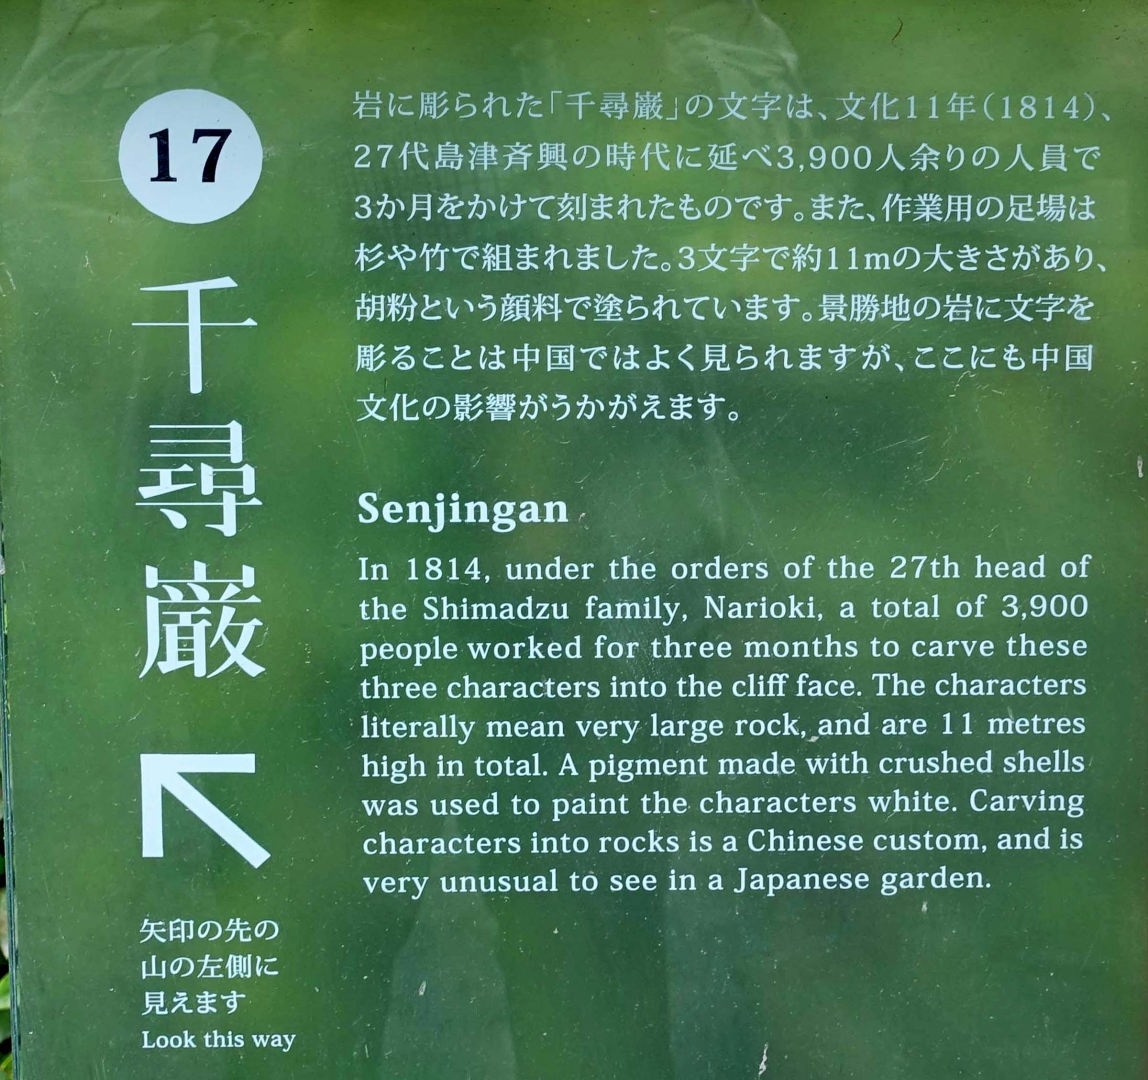 17
千尋巌
矢印の先の
山の左側に
見えます
Look this way
岩に彫られた「千尋巌」の文字は、文化11年（1814）、
27代島津斉興の時代に延べ3,900人余りの人員で
3か月をかけて刻まれたものです。また、作業用の足場は
杉や竹で組まれました。3文字で約11mの大きさがあり、
胡粉という顔料で塗られています。景勝地の岩に文字を
彫ることは中国ではよく見られますが、ここにも中国
文化の影響がうかがえます。
Senjingan
In 1814, under the orders of the 27th head of
the Shimadzu family, Narioki, a total of 3,900
people worked for three months to carve these
three characters into the cliff face. The characters
literally mean very large rock, and are 11 metres
high in total. A pigment made with crushed shells
was used to paint the characters white. Carving
characters into rocks is a Chinese custom, and is
very unusual to see in a Japanese garden.